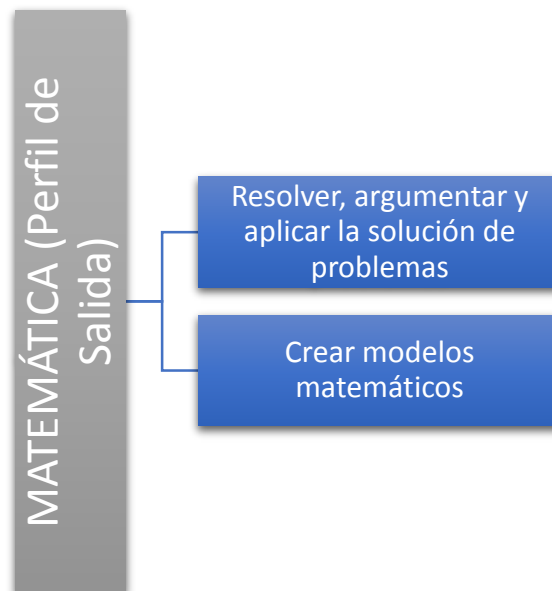 MATEMÁTICA (Perfil de
Salida)
Resolver, argumentar y
aplicar la solución de
problemas
Crear modelos
matemáticos